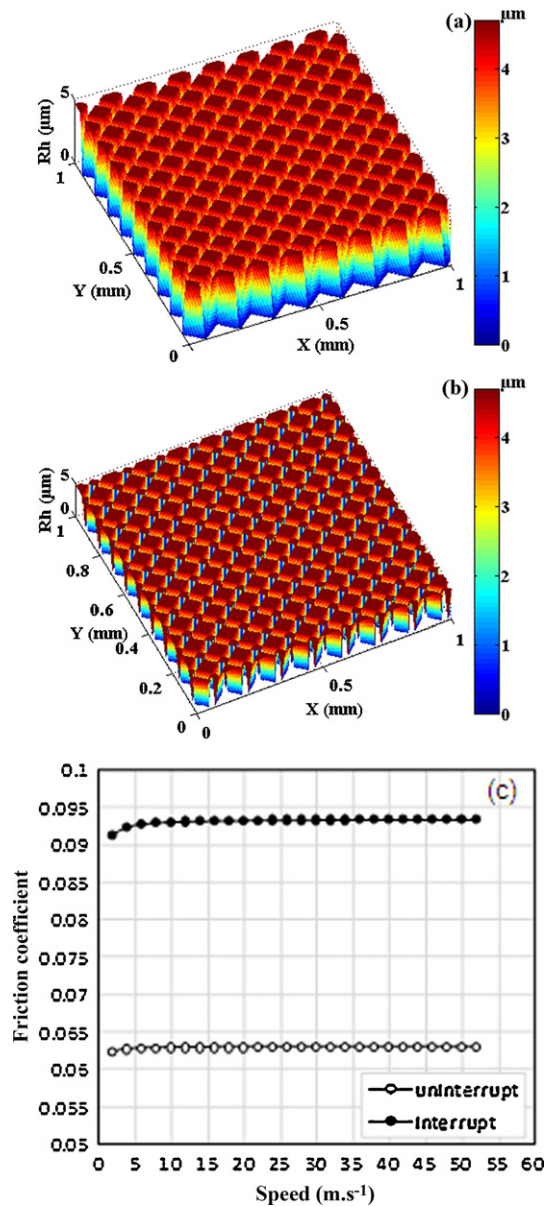 (a)
μm
4
3
2
1
0
5
Rh (μm)
0
1
0.5
Y (mm)
0
0.5
X (mm)
1
(b)
μm
4
3
2
1
0
5
Rh (μm)
0
1
0.8
0.6
Y (mm)
0.4
0.2
0
0
0.5
X (mm)
1
(c)
0.1
0.095
0.09
0.085
0.08
0.075
0.07
0.065
0.06
0.055
0.05
Friction coefficient
uninterrupt
Interrupt
0 5 10 15 20 25 30 35 40 45 50 55 60
Speed (m.s⁻¹)